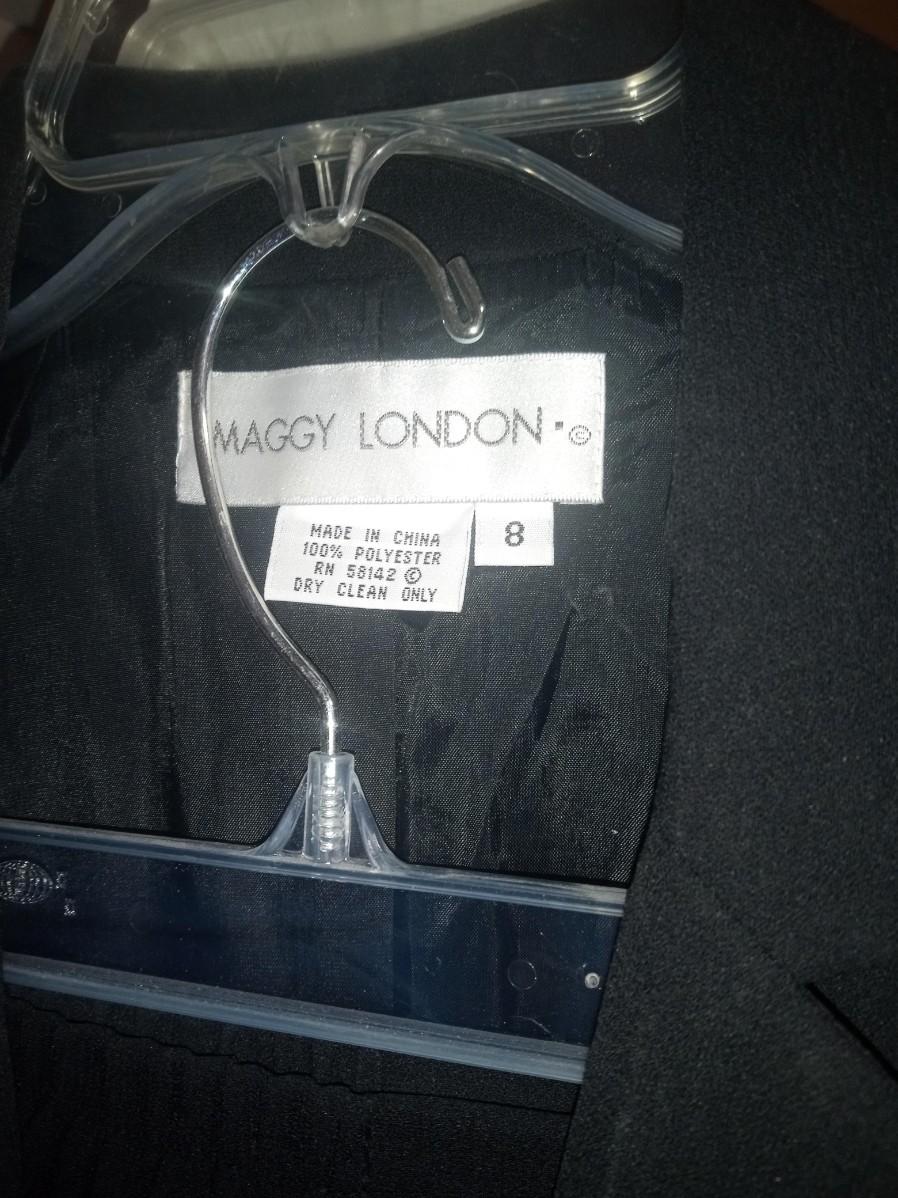 MAGGY LONDON ▪ ©
MADE IN CHINA
100% POLYESTER
RN 58142 ©
DRY CLEAN ONLY
8